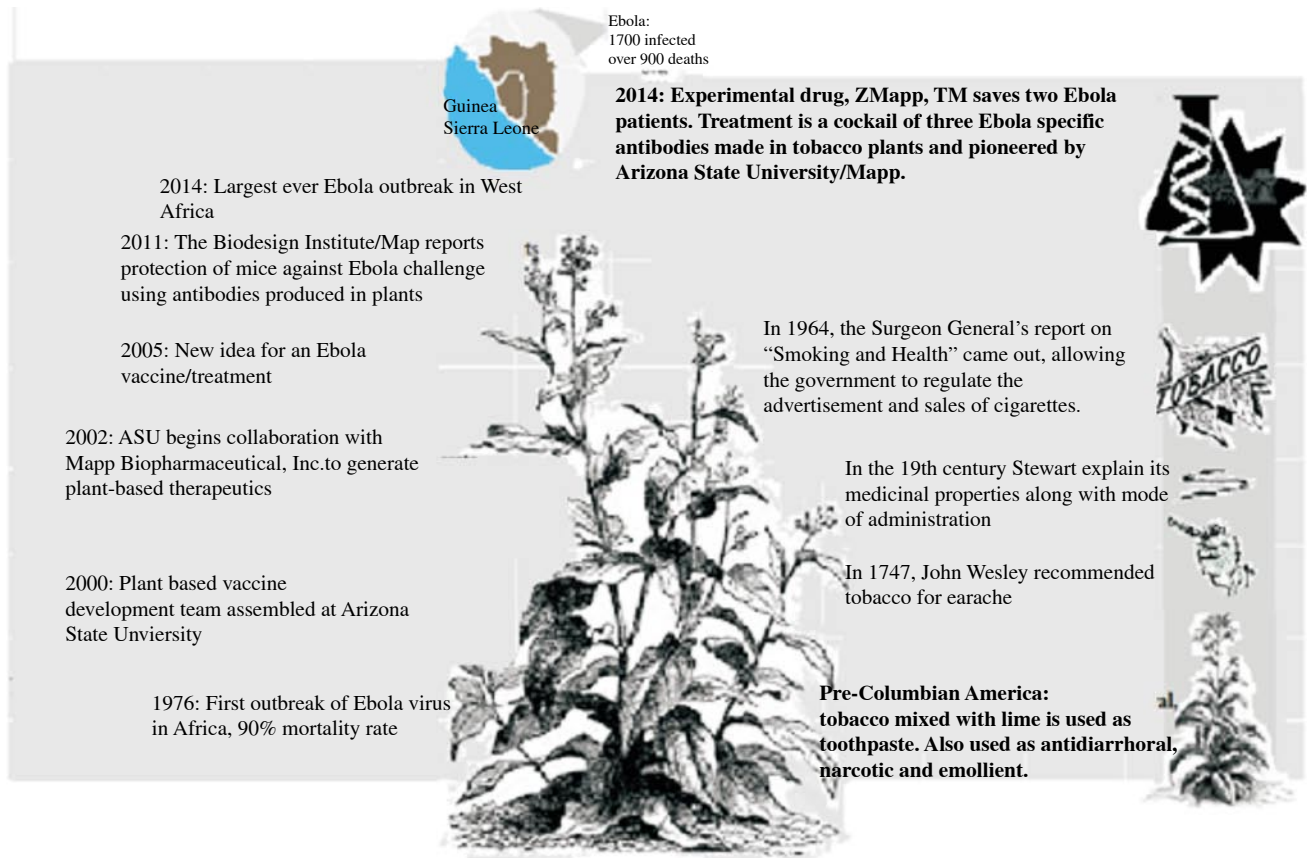 Ebola:
1700 infected
over 900 deaths
Guinea
Sierra Leone
2014: Experimental drug, ZMapp, TM saves two Ebola
patients. Treatment is a cockail of three Ebola specific
antibodies made in tobacco plants and pioneered by
Arizona State University/Mapp.
2014: Largest ever Ebola outbreak in West
Africa
2011: The Biodesign Institute/Map reports
protection of mice against Ebola challenge
using antibodies produced in plants
ts
2005: New idea for an Ebola
vaccine/treatment
2002: ASU begins collaboration with
Mapp Biopharmaceutical, Inc.to generate
plant-based therapeutics
2000: Plant based vaccine
development team assembled at Arizona
State Unviersity
1976: First outbreak of Ebola virus
in Africa, 90% mortality rate
In 1964, the Surgeon General’s report on
“Smoking and Health” came out, allowing
the government to regulate the
advertisement and sales of cigarettes.
TOBACCO
In the 19th century Stewart explain its
medicinal properties along with mode
of administration
In 1747, John Wesley recommended
tobacco for earache
Pre-Columbian America:
tobacco mixed with lime is used as
toothpaste. Also used as antidiarrhoral,
narcotic and emollient.
al,